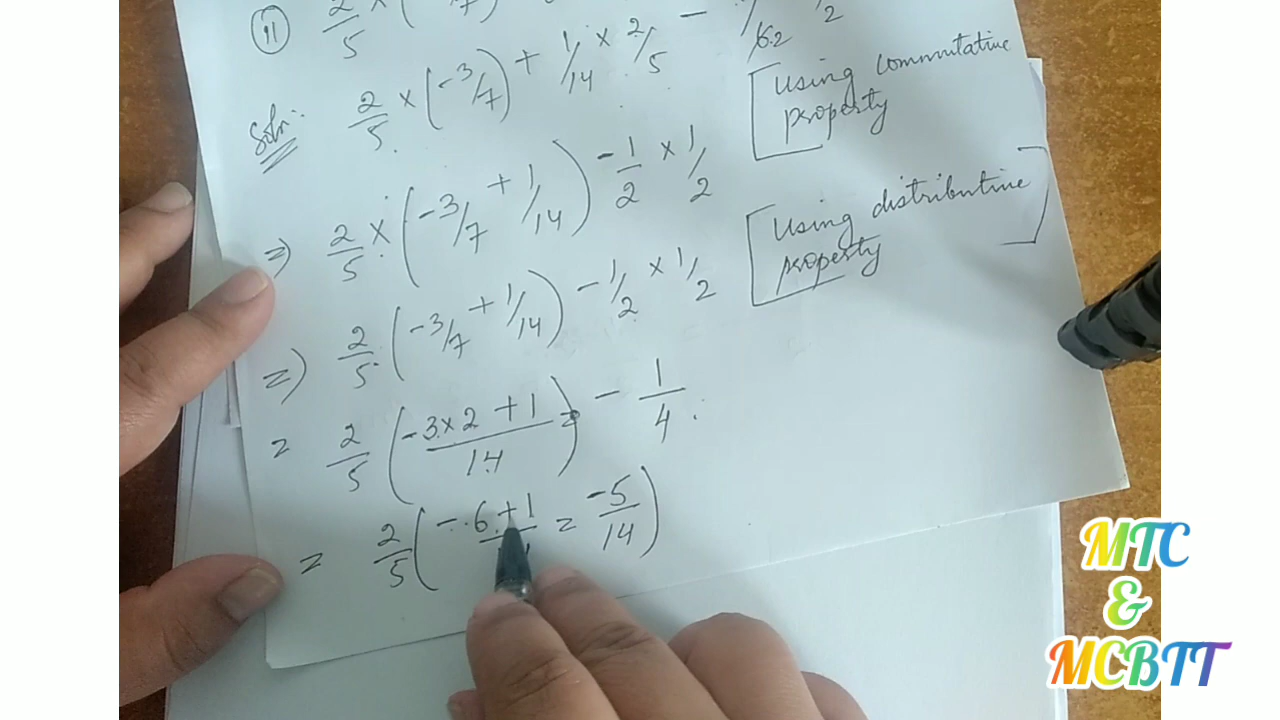 (ii) 2/5 × (
Soln: 2/5 × (-3/7) + 1/14 × 2/5 -
[Using commutative
property
⇒) 2/5 × (-3/7 + 1/14) - 1/2 × 1/2
[Using distributive]
property
=) 2/5 (-3/7 + 1/14) - 1/2 × 1/2
= 2/5 (-3×2 + 1/14) - 1/4
= 2/5 (-6+1/14 = -5/14)
MTC
&
MCBTT